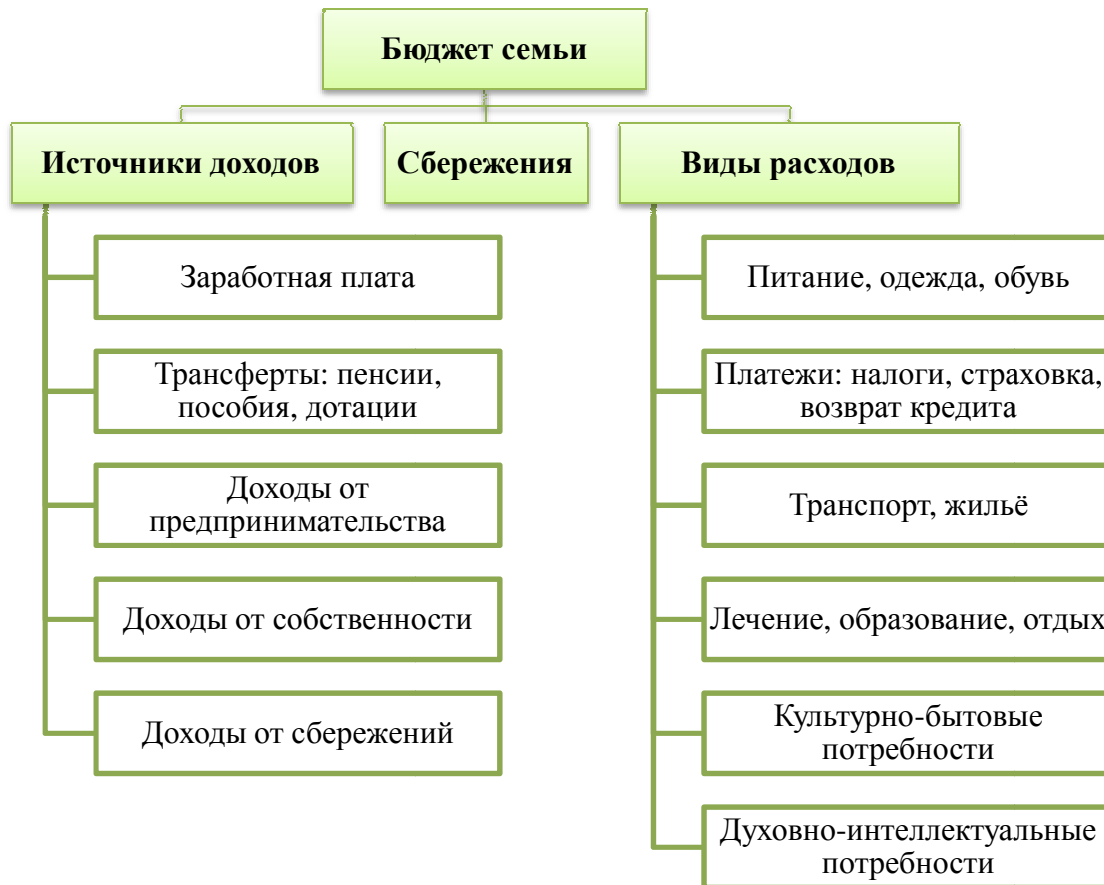 Бюджет семьи
Источники доходов
Сбережения
Виды расходов
Заработная плата
Трансферты: пенсии,
пособия, дотации
Доходы от
предпринимательства
Доходы от собственности
Доходы от сбережений
Питание, одежда, обувь
Платежи: налоги, страховка,
возврат кредита
Транспорт, жильё
Лечение, образование, отдых
Культурно-бытовые
потребности
Духовно-интеллектуальные
потребности